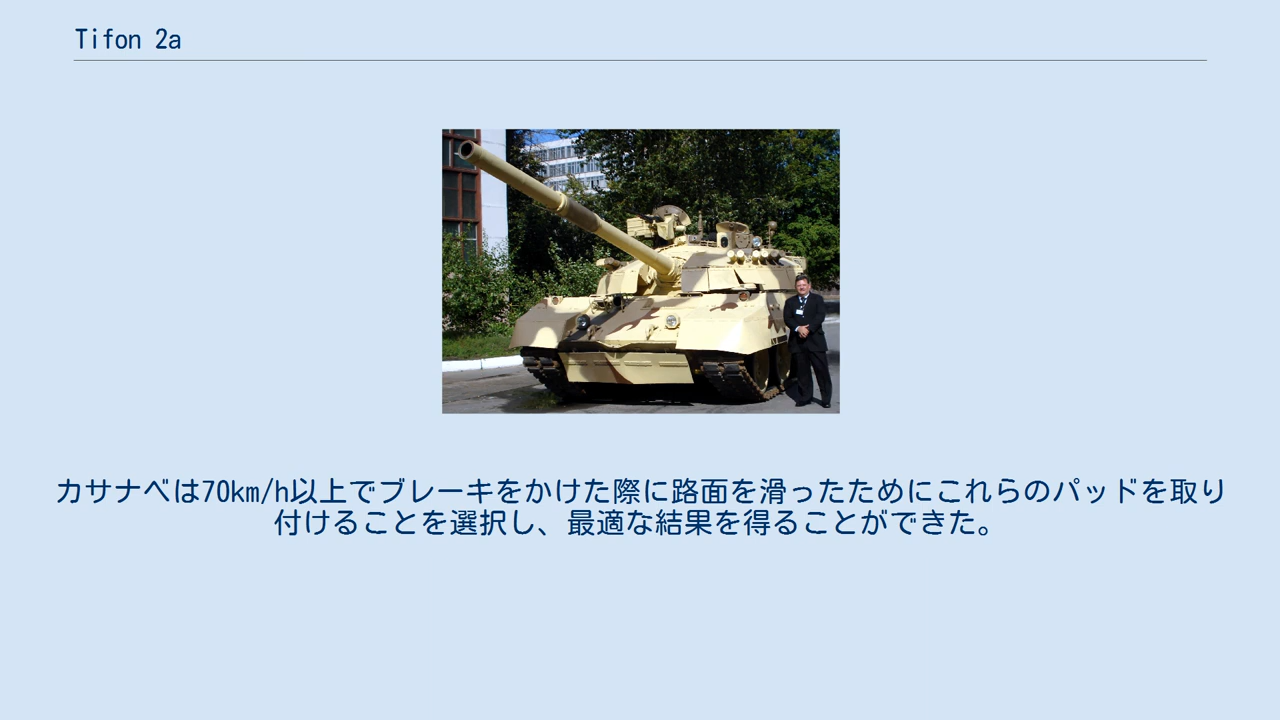 Tifon 2a
カサナベは70km/h以上でブレーキをかけた際に路面を滑ったためにこれらのパッドを取り
付けることを選択し、最適な結果を得ることができた。